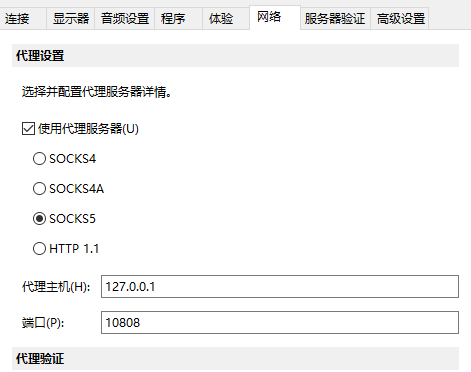 连接 显示器 音频设置 程序 体验 网络 服务器验证 高级设置
代理设置
选择并配置代理服务器详情。
使用代理服务器(U)
SOCKS4
SOCKS4A
SOCKS5
HTTP 1.1
代理主机(H): 127.0.0.1
端口(P): 10808
代理验证